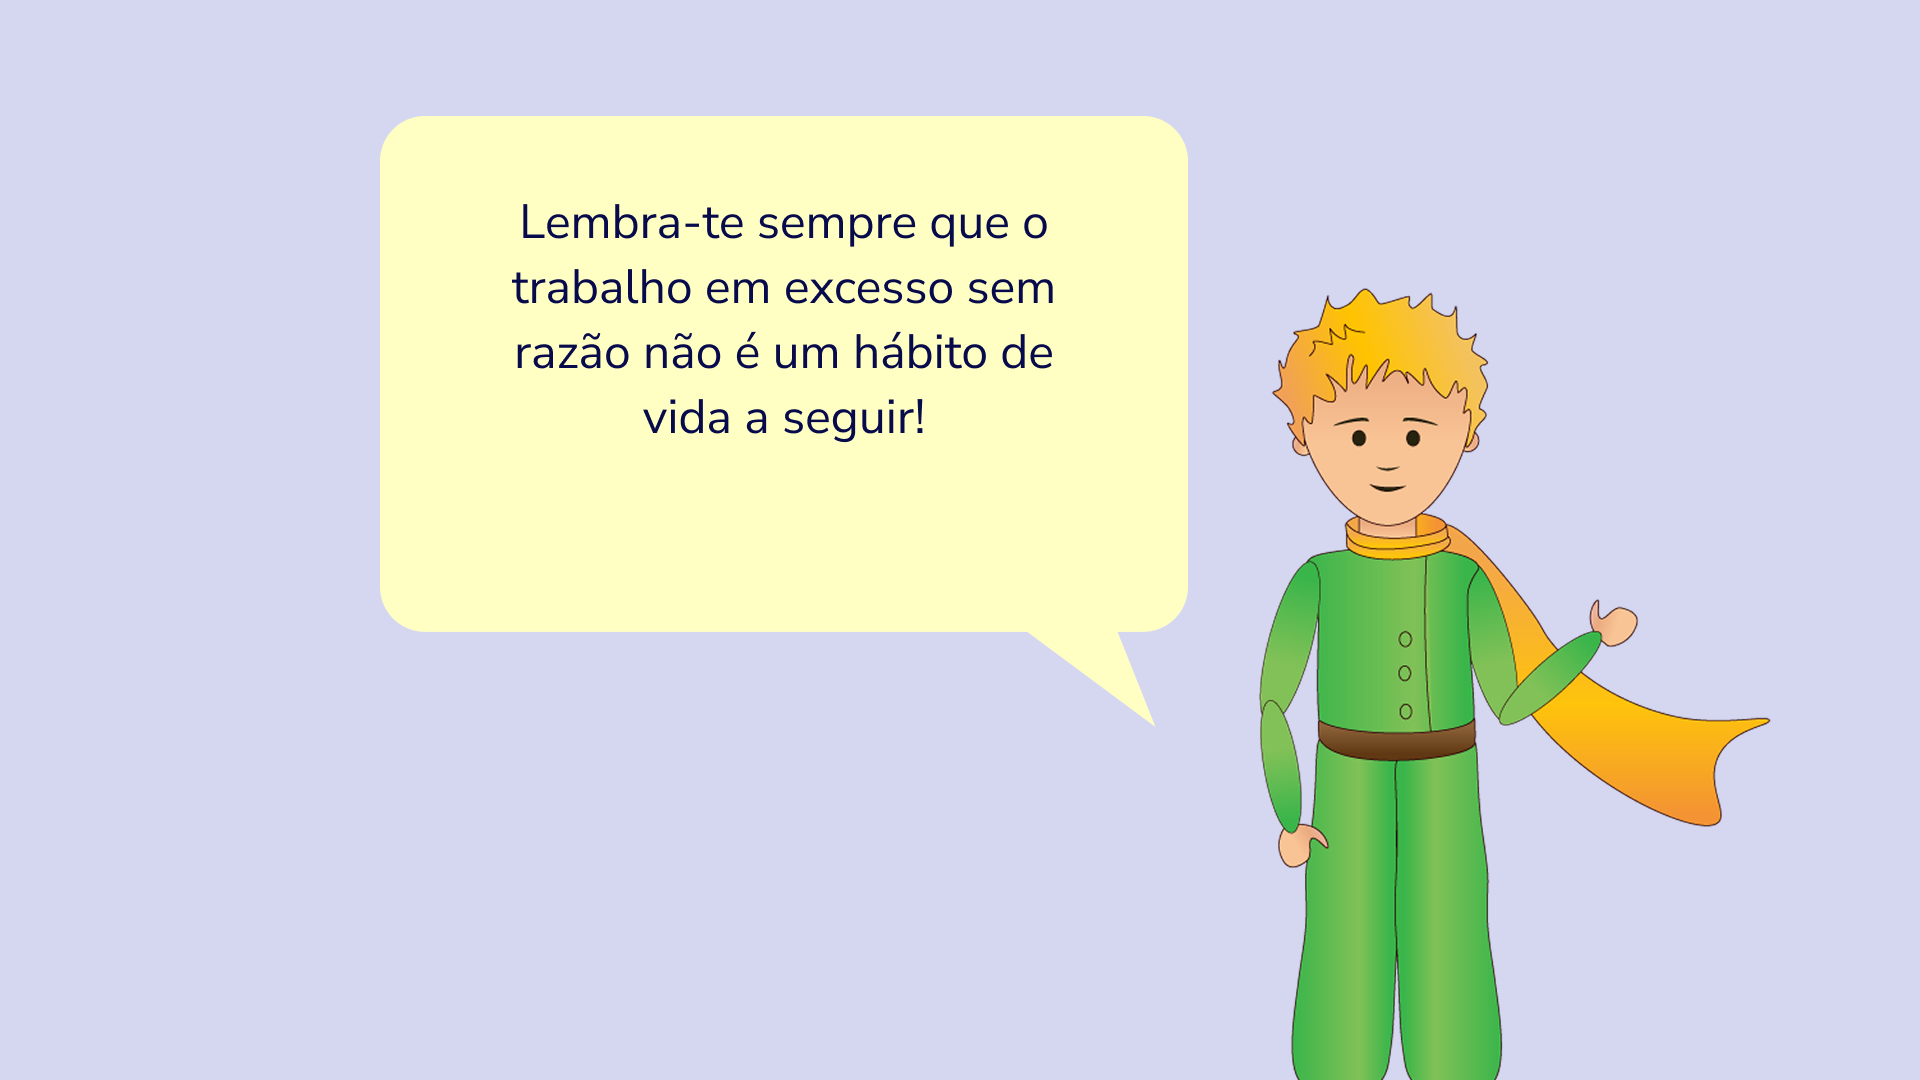 Lembra-te sempre que o
trabalho em excesso sem
razão não é um hábito de
vida a seguir!